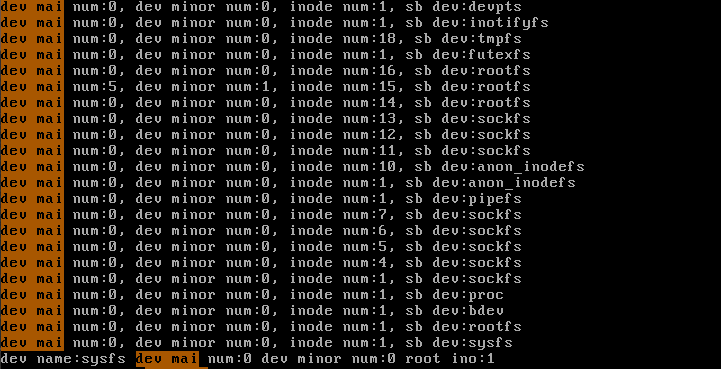 dev mai num:0, dev minor num:0, inode num:1, sb dev:devpts
dev mai num:0, dev minor num:0, inode num:1, sb dev:inotifyfs
dev mai num:0, dev minor num:0, inode num:18, sb dev:tmpfs
dev mai num:0, dev minor num:0, inode num:1, sb dev:futexfs
dev mai num:0, dev minor num:0, inode num:16, sb dev:rootfs
dev mai num:5, dev minor num:1, inode num:15, sb dev:rootfs
dev mai num:0, dev minor num:0, inode num:14, sb dev:rootfs
dev mai num:0, dev minor num:0, inode num:13, sb dev:sockfs
dev mai num:0, dev minor num:0, inode num:12, sb dev:sockfs
dev mai num:0, dev minor num:0, inode num:11, sb dev:sockfs
dev mai num:0, dev minor num:0, inode num:10, sb dev:anon_inodefs
dev mai num:0, dev minor num:0, inode num:1, sb dev:anon_inodefs
dev mai num:0, dev minor num:0, inode num:1, sb dev:pipefs
dev mai num:0, dev minor num:0, inode num:7, sb dev:sockfs
dev mai num:0, dev minor num:0, inode num:6, sb dev:sockfs
dev mai num:0, dev minor num:0, inode num:5, sb dev:sockfs
dev mai num:0, dev minor num:0, inode num:4, sb dev:sockfs
dev mai num:0, dev minor num:0, inode num:1, sb dev:sockfs
dev mai num:0, dev minor num:0, inode num:1, sb dev:proc
dev mai num:0, dev minor num:0, inode num:1, sb dev:bdev
dev mai num:0, dev minor num:0, inode num:1, sb dev:rootfs
dev mai num:0, dev minor num:0, inode num:1, sb dev:sysfs
dev name:sysfs dev mai num:0 dev minor num:0 root ino:1